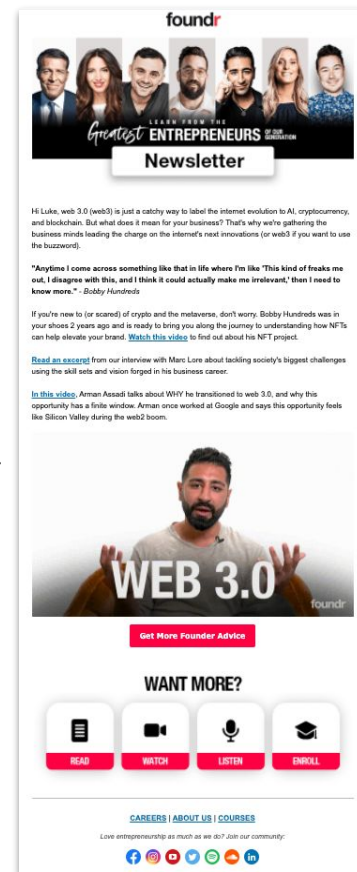 foundr
LEARN FROM THE
Greatest ENTREPRENEURS OF OUR GENERATION
Newsletter
Hi Luke, web 3.0 (web3) is just a catchy way to label the internet evolution to AI, cryptocurrency,
and blockchain. But what does it mean for your business? That's why we're gathering the
business minds leading the charge on the internet's next innovations (or web3 if you want to use
the buzzword).
"Anytime I come across something like that in life where I'm like 'This kind of freaks me
out, I disagree with this, and I think it could actually make me irrelevant,' then I need to
know more." - Bobby Hundreds
If you're new to (or scared) of crypto and the metaverse, don't worry. Bobby Hundreds was in
your shoes 2 years ago and is ready to bring you along the journey to understanding how NFTs
can help elevate your brand. Watch this video to find out about his NFT project.
Read an excerpt from our interview with Marc Lore about tackling society's biggest challenges
using the skill sets and vision forged in his business career.
In this video, Arman Assadi talks about WHY he transitioned to web 3.0, and why this
opportunity has a finite window. Arman once worked at Google and says this opportunity feels
like Silicon Valley during the web2 boom.
WEB 3.0
foundr
Get More Founder Advice
WANT MORE?
READ WATCH LISTEN ENROLL
CAREERS | ABOUT US | COURSES
Love entrepreneurship as much as we do? Join our community: